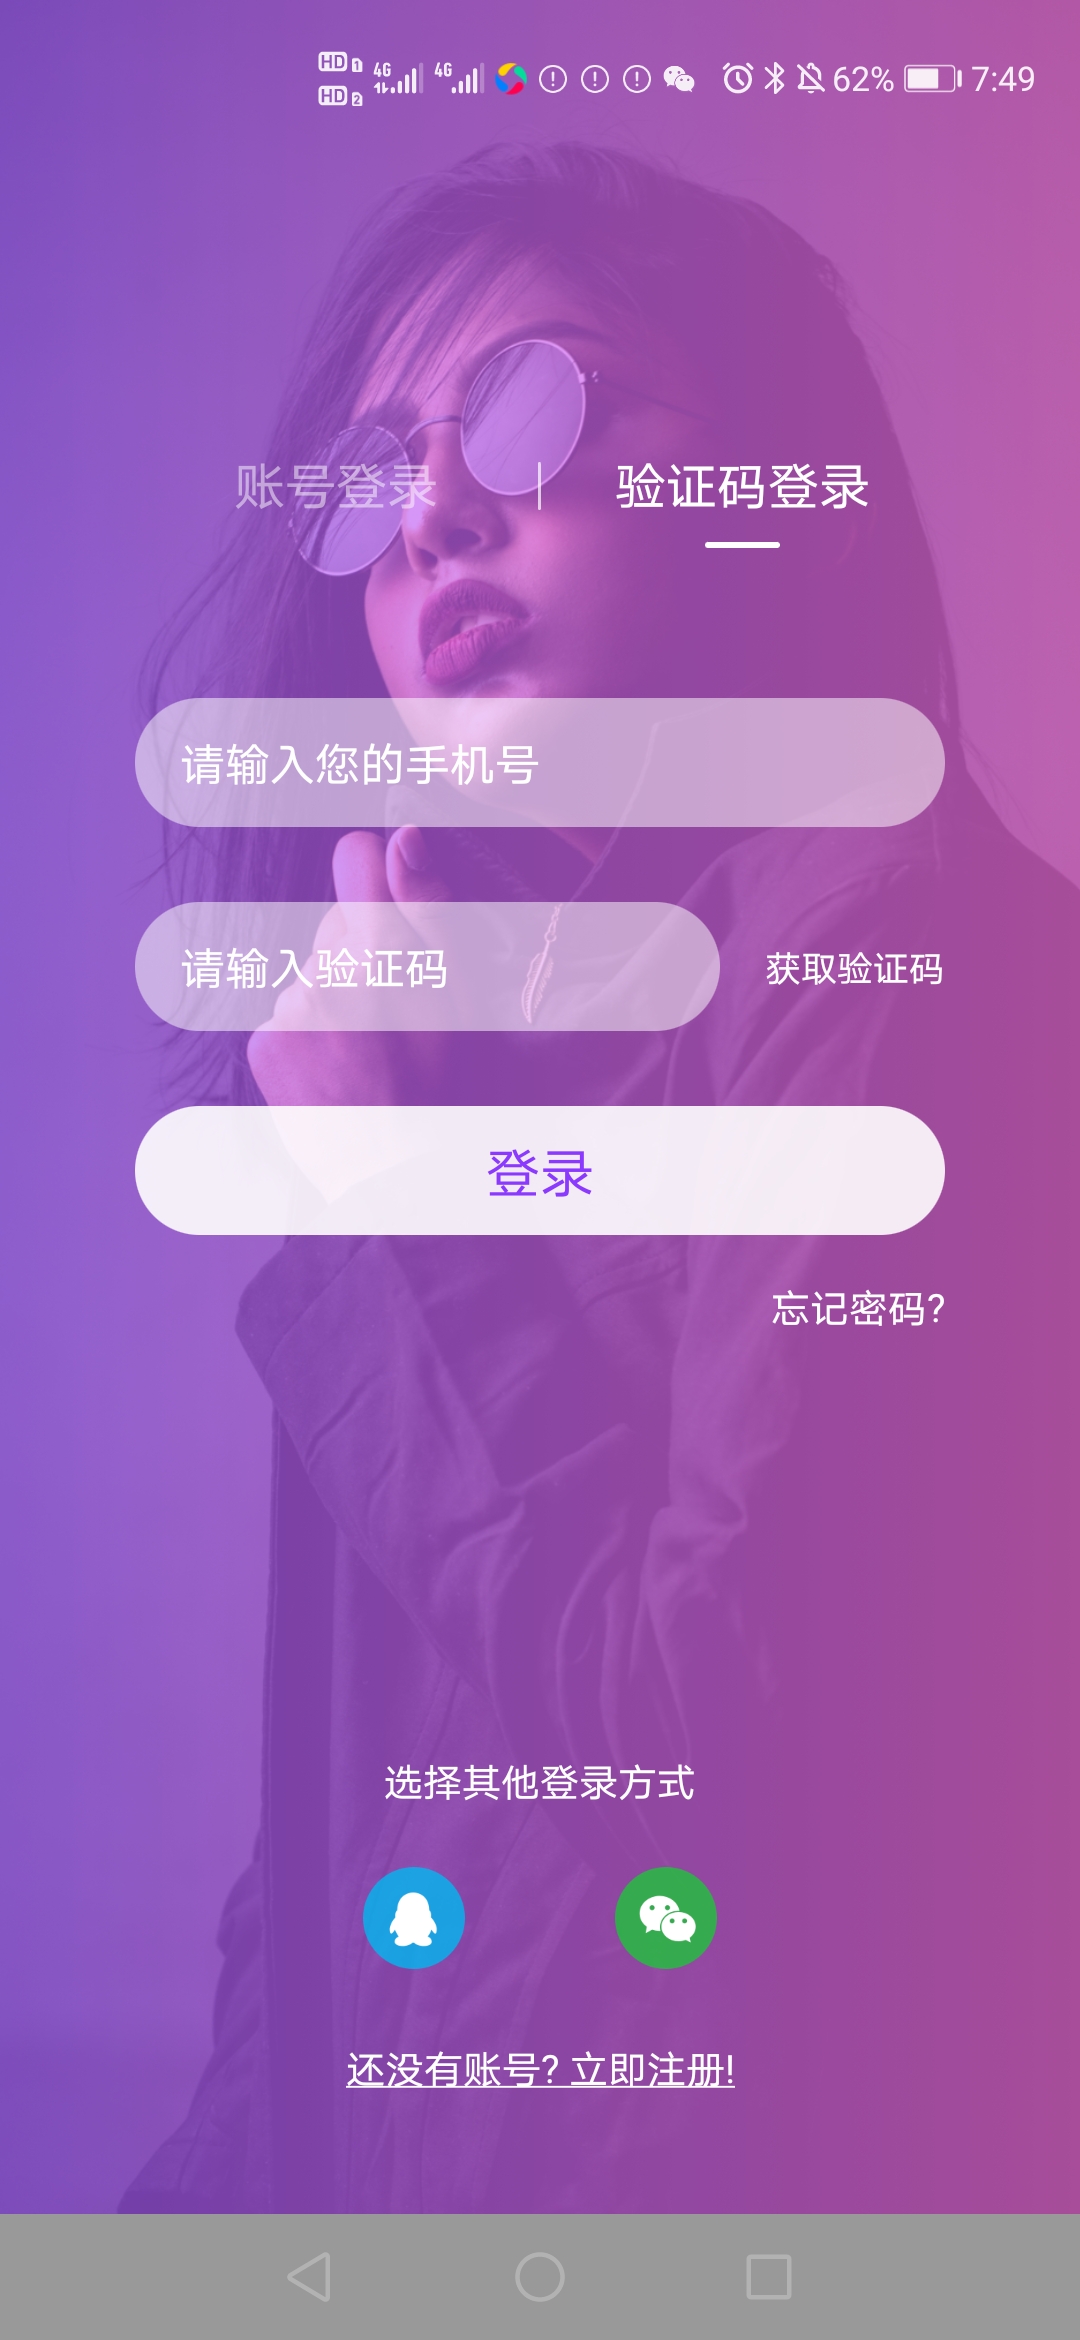 HD 1 4G 4G 62% 7:49
HD 2
账号登录 验证码登录
请输入您的手机号
请输入验证码 获取验证码
登录
忘记密码?
选择其他登录方式
还没有账号? 立即注册!